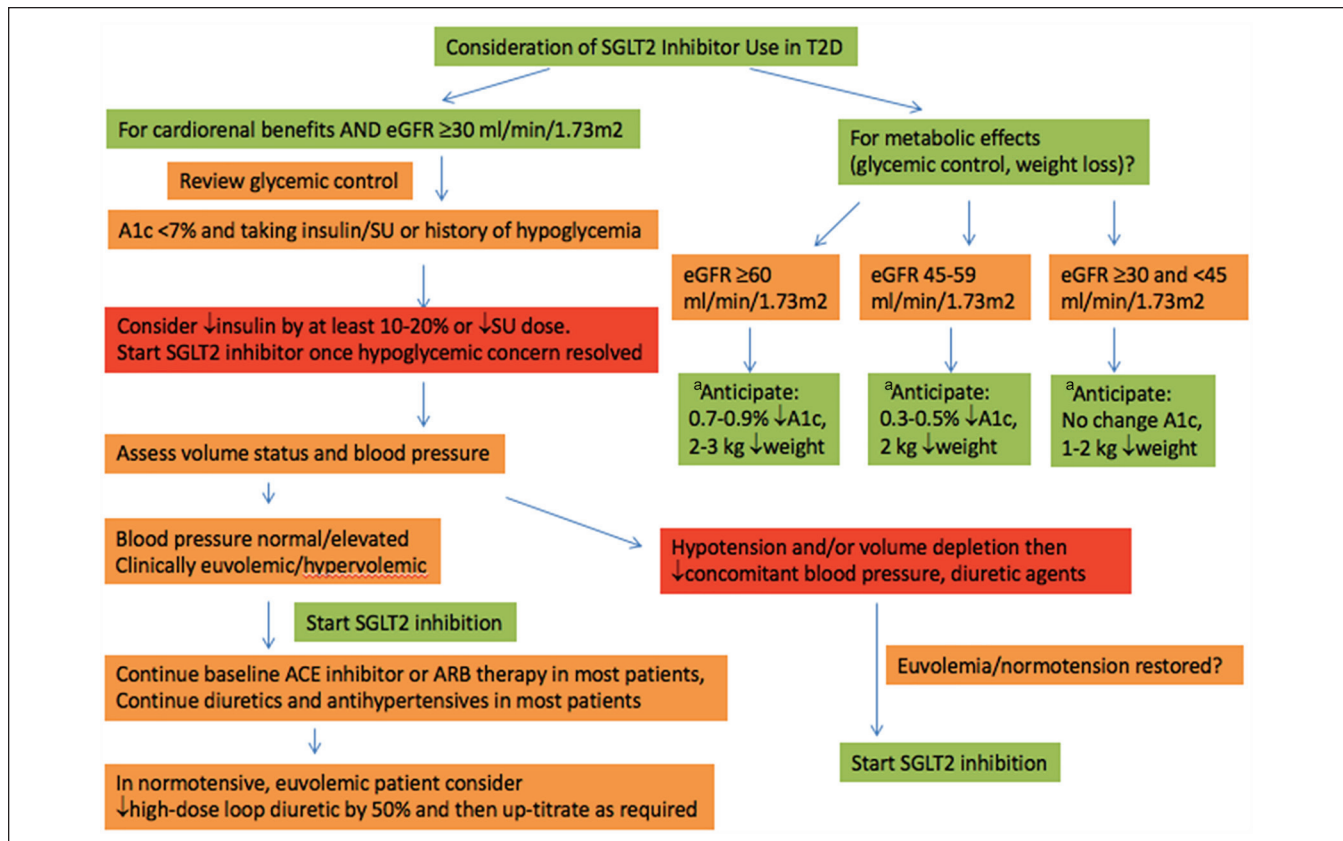 Consideration of SGLT2 Inhibitor Use in T2D
For cardiorenal benefits AND eGFR ≥30 ml/min/1.73m2
Review glycemic control
A1c <7% and taking insulin/SU or history of hypoglycemia
Consider ↓insulin by at least 10-20% or ↓SU dose.
Start SGLT2 inhibitor once hypoglycemic concern resolved
Assess volume status and blood pressure
Blood pressure normal/elevated
Clinically euvolemic/hypervolemic
Start SGLT2 inhibition
Continue baseline ACE inhibitor or ARB therapy in most patients,
Continue diuretics and antihypertensives in most patients
In normotensive, euvolemic patient consider
↓high-dose loop diuretic by 50% and then up-titrate as required
Hypotension and/or volume depletion then
↓concomitant blood pressure, diuretic agents
Euvolemia/normotension restored?
Start SGLT2 inhibition
For metabolic effects
(glycemic control, weight loss)?
eGFR ≥60
ml/min/1.73m2
aAnticipate:
0.7-0.9% ↓A1c,
2-3 kg ↓weight
eGFR 45-59
ml/min/1.73m2
aAnticipate:
0.3-0.5% ↓A1c,
2 kg ↓weight
eGFR ≥30 and <45
ml/min/1.73m2
aAnticipate:
No change A1c,
1-2 kg ↓weight